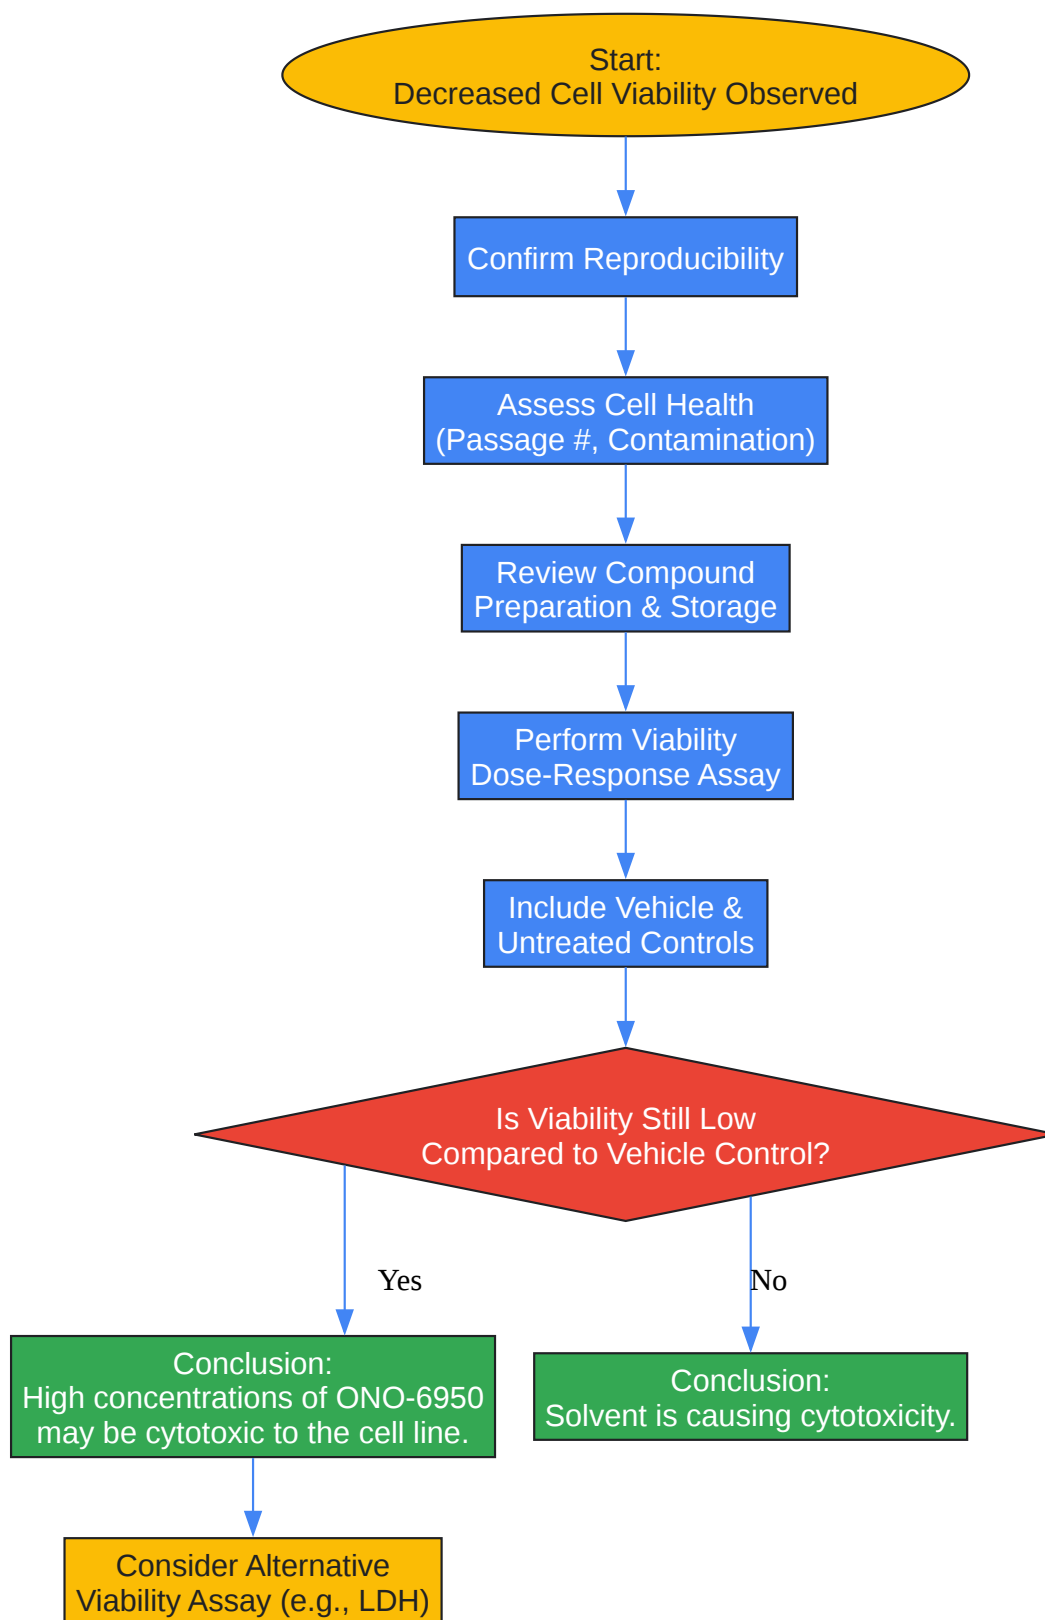 Start:
Decreased Cell Viability Observed
Confirm Reproducibility
Assess Cell Health
(Passage #, Contamination)
Review Compound
Preparation & Storage
Perform Viability
Dose-Response Assay
Include Vehicle &
Untreated Controls
Is Viability Still Low
Compared to Vehicle Control?
Yes
No
Conclusion:
High concentrations of ONO-6950
may be cytotoxic to the cell line.
Conclusion:
Solvent is causing cytotoxicity.
Consider Alternative
Viability Assay (e.g., LDH)